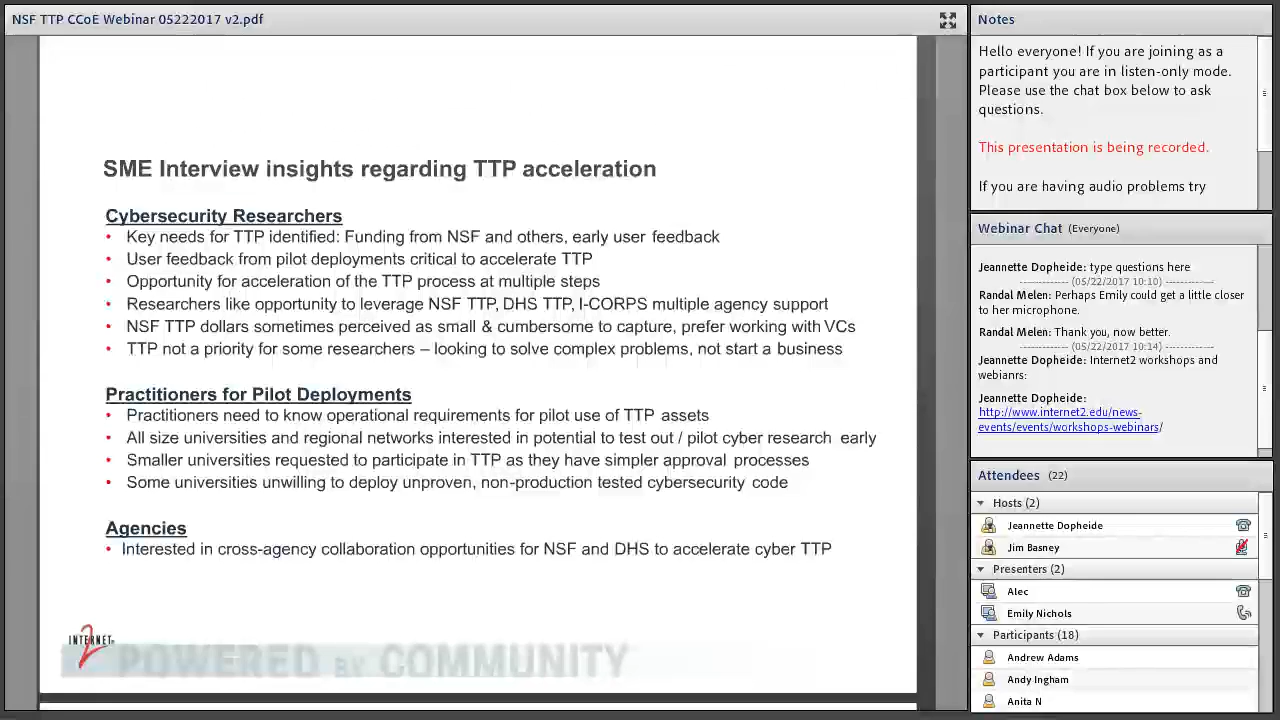 NSF TTP CCoE Webinar 05222017 v2.pdf
SME Interview insights regarding TTP acceleration
Cybersecurity Researchers
• Key needs for TTP identified: Funding from NSF and others, early user feedback
• User feedback from pilot deployments critical to accelerate TTP
• Opportunity for acceleration of the TTP process at multiple steps
• Researchers like opportunity to leverage NSF TTP, DHS TTP, I-CORPS multiple agency support
• NSF TTP dollars sometimes perceived as small & cumbersome to capture, prefer working with VCs
• TTP not a priority for some researchers – looking to solve complex problems, not start a business
Practitioners for Pilot Deployments
• Practitioners need to know operational requirements for pilot use of TTP assets
• All size universities and regional networks interested in potential to test out / pilot cyber research early
• Smaller universities requested to participate in TTP as they have simpler approval processes
• Some universities unwilling to deploy unproven, non-production tested cybersecurity code
Agencies
• Interested in cross-agency collaboration opportunities for NSF and DHS to accelerate cyber TTP
INTERNET®
2
POWERED BY COMMUNITY
Notes
Hello everyone! If you are joining as a
participant you are in listen-only mode.
Please use the chat box below to ask
questions.
This presentation is being recorded.
If you are having audio problems try
Webinar Chat (Everyone)
Jeannette Dopheide: type questions here
------------- (05/22/2017 10:10) -------------
Randal Melen: Perhaps Emily could get a little closer
to her microphone.
Randal Melen: Thank you, now better.
------------- (05/22/2017 10:14) -------------
Jeannette Dopheide: Internet2 workshops and
webianrs:
Jeannette Dopheide:
http://www.internet2.edu/news-
events/events/workshops-webinars/
Attendees (22)
Hosts (2)
Jeannette Dopheide
Jim Basney
Presenters (2)
Alec
Emily Nichols
Participants (18)
Andrew Adams
Andy Ingham
Anita N